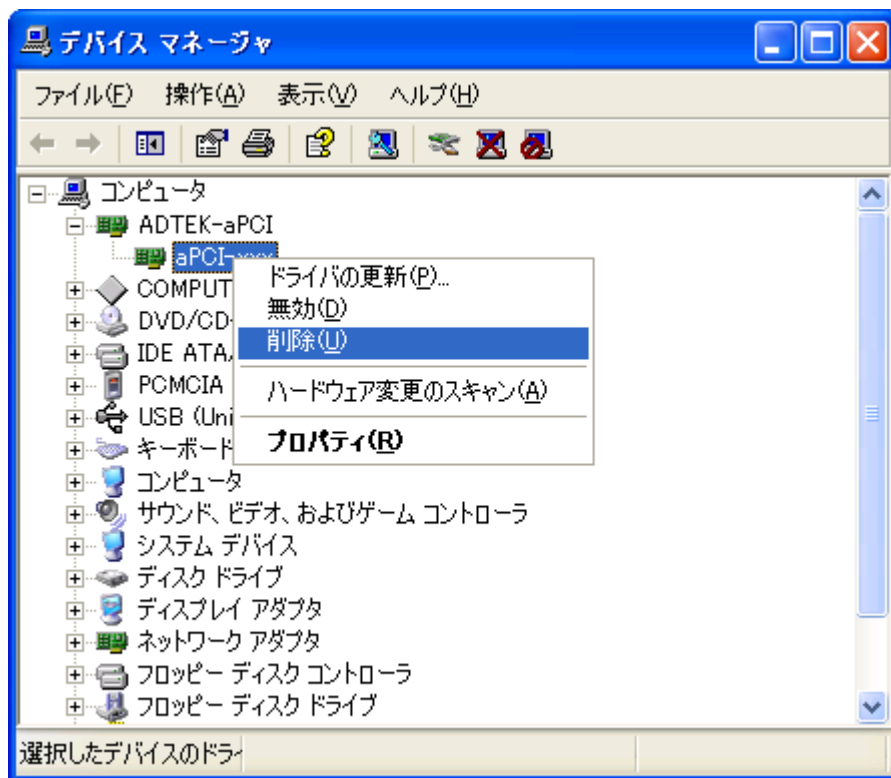 デバイス マネージャ
ファイル(F) 操作(A) 表示(V) ヘルプ(H)
コンピュータ
ADTEK-aPCI
aPCI-xxx
ドライバの更新(P)...
無効(D)
削除(U)
ハードウェア変更のスキャン(A)
プロパティ(R)
COMPUT
DVD/CD-
IDE ATA/
PCMCIA
USB (Uni
キーボード
コンピュータ
サウンド、ビデオ、およびゲーム コントローラ
システム デバイス
ディスク ドライブ
ディスプレイ アダプタ
ネットワーク アダプタ
フロッピー ディスク コントローラ
フロッピー ディスク ドライブ
選択したデバイスのドライ